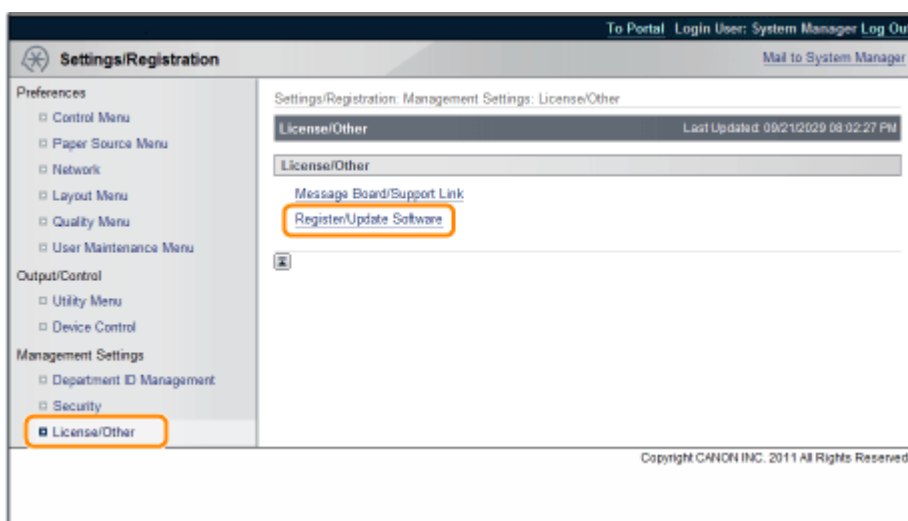 To Portal Login User: System Manager Log Ou
Settings/Registration
Mail to System Manager
Preferences
Control Menu
Paper Source Menu
Network
Layout Menu
Quality Menu
User Maintenance Menu
Output/Control
Utility Menu
Device Control
Management Settings
Department ID Management
Security
License/Other
Settings/Registration: Management Settings: License/Other
License/Other Last Updated: 09/21/2029 08:02:27 PM
License/Other
Message Board/Support Link
Register/Update Software
Copyright CANON INC. 2011 All Rights Reserved